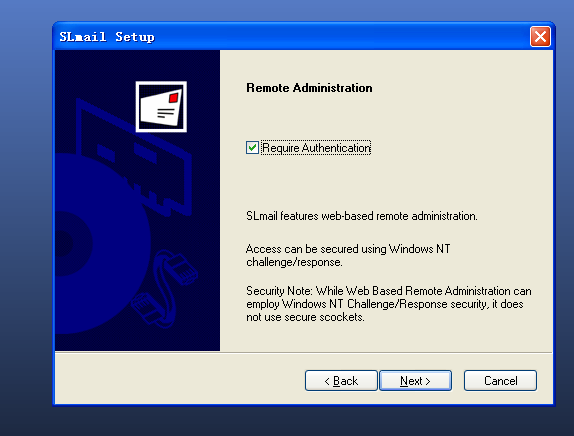 SLmail Setup
Remote Administration
Require Authentication
SLmail features web-based remote administration.
Access can be secured using Windows NT
challenge/response.
Security Note: While Web Based Remote Administration can
employ Windows NT Challenge/Response security, it does
not use secure scockets.
< Back
Next >
Cancel